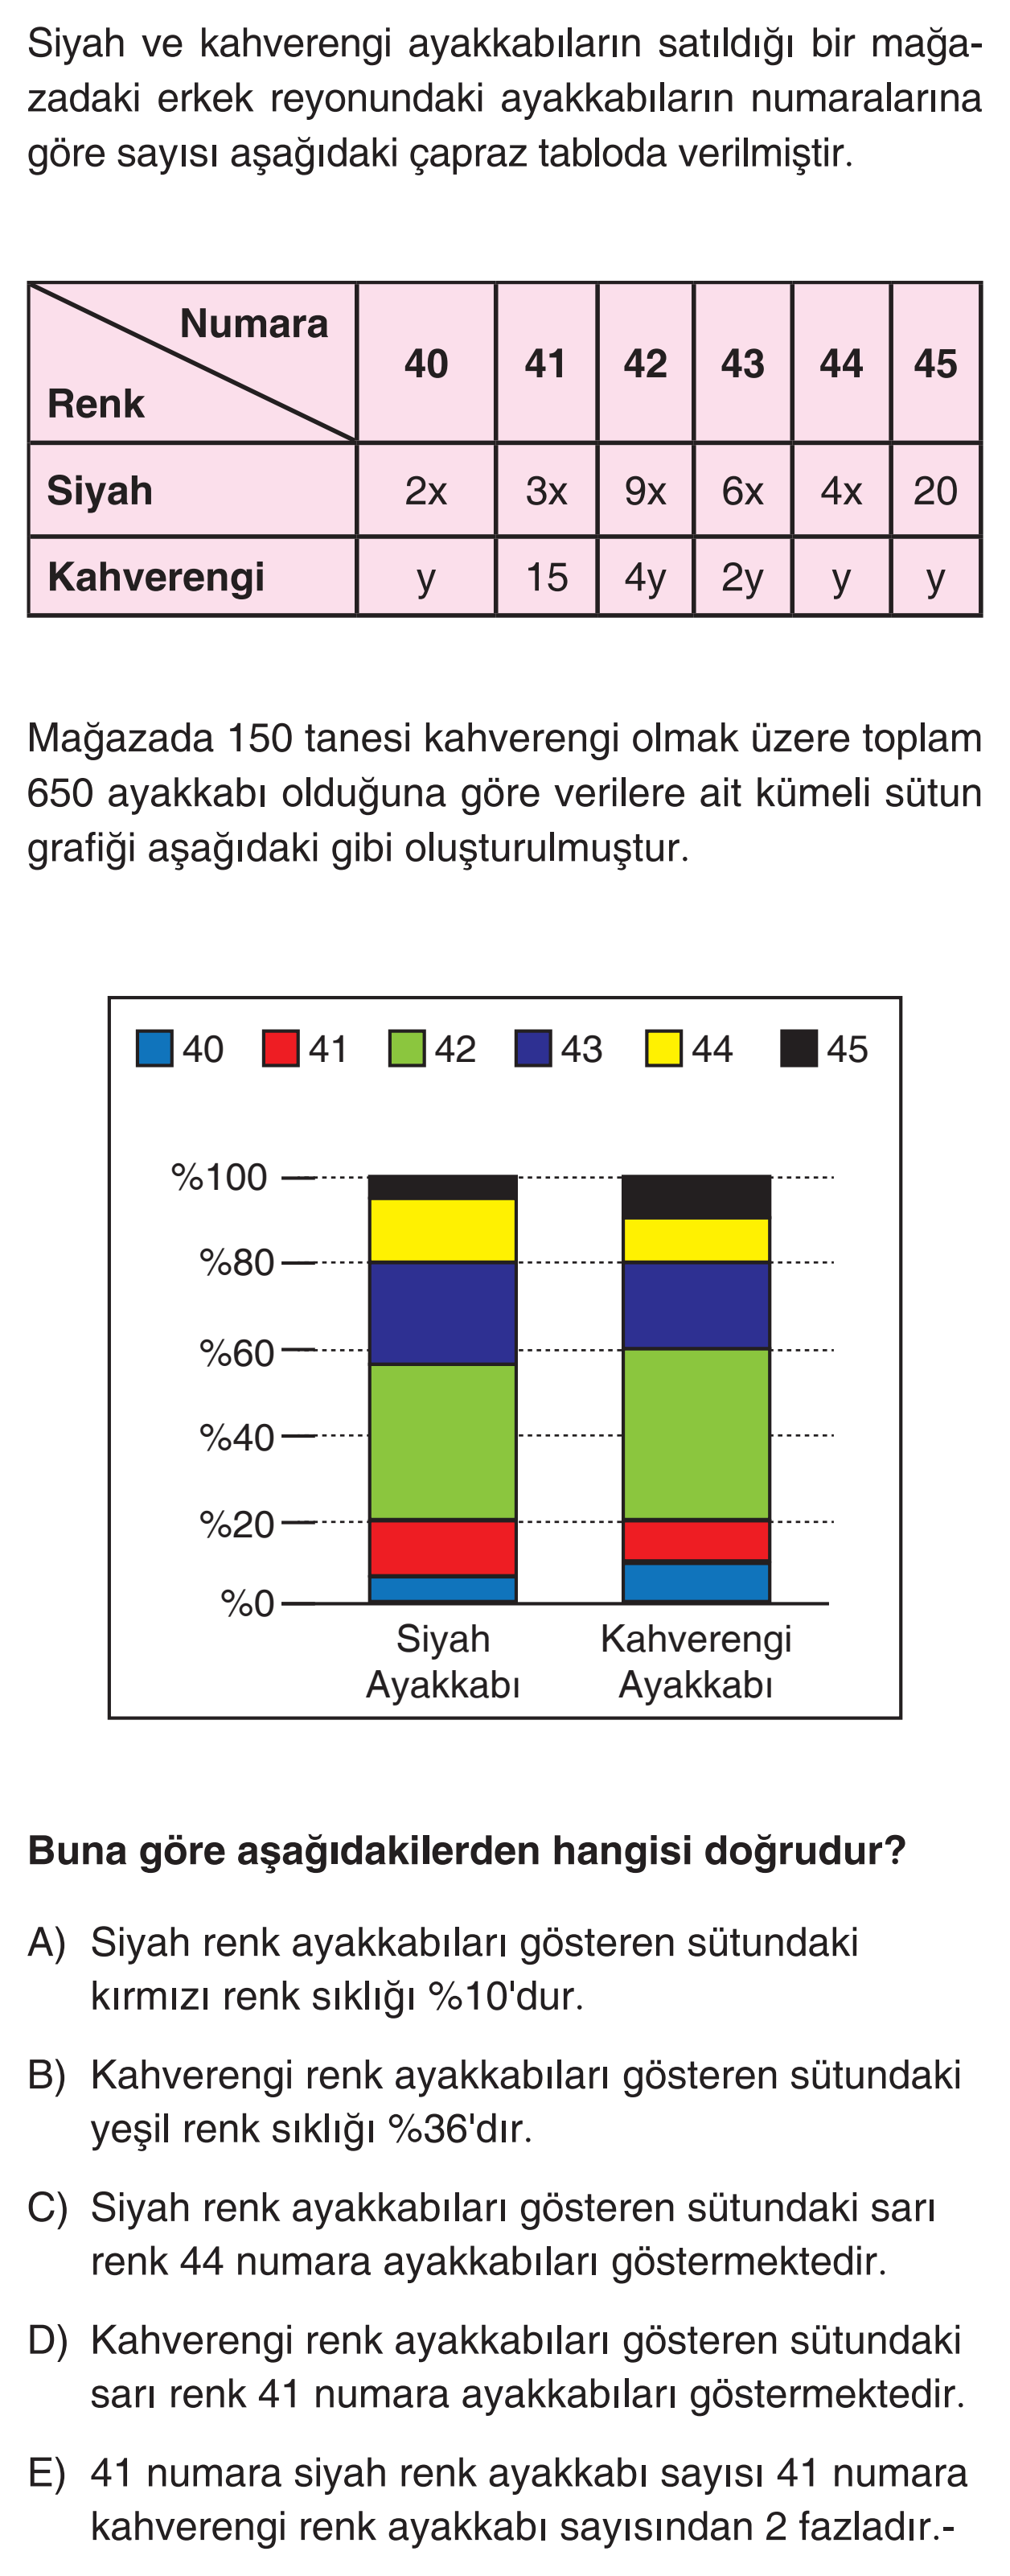 Siyah ve kahverengi ayakkabıların satıldığı bir mağa-
zadaki erkek reyonundaki ayakkabıların numaralarına
göre sayısı aşağıdaki çapraz tabloda verilmiştir.
Numara
Renk
40 41 42 43 44 45
Siyah 2x 3x 9x 6x 4x 20
Kahverengi y 15 4y 2y y y
Mağazada 150 tanesi kahverengi olmak üzere toplam
650 ayakkabı olduğuna göre verilere ait kümeli sütun
grafiği aşağıdaki gibi oluşturulmuştur.
40 41 42 43 44 45
%100
%80
%60
%40
%20
%0
Siyah Kahverengi
Ayakkabı Ayakkabı
Buna göre aşağıdakilerden hangisi doğrudur?
A) Siyah renk ayakkabıları gösteren sütundaki
kırmızı renk sıklığı %10'dur.
B) Kahverengi renk ayakkabıları gösteren sütundaki
yeşil renk sıklığı %36'dır.
C) Siyah renk ayakkabıları gösteren sütundaki sarı
renk 44 numara ayakkabıları göstermektedir.
D) Kahverengi renk ayakkabıları gösteren sütundaki
sarı renk 41 numara ayakkabıları göstermektedir.
E) 41 numara siyah renk ayakkabı sayısı 41 numara
kahverengi renk ayakkabı sayısından 2 fazladır.-